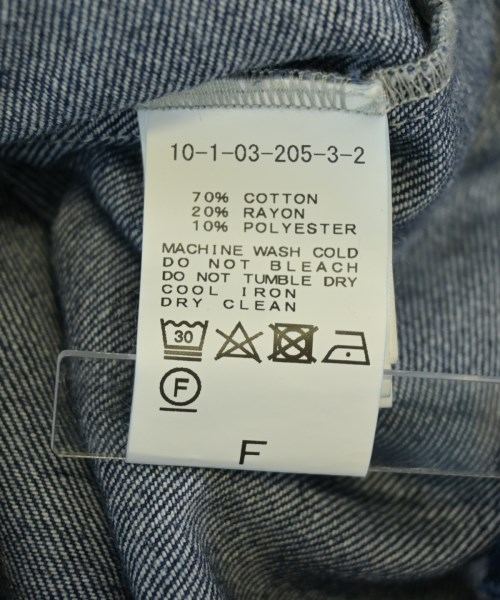 10-1-03-205-3-2
70% COTTON
20% RAYON
10% POLYESTER
MACHINE WASH COLD
DO NOT BLEACH
DO NOT TUMBLE DRY
COOL IRON
DRY CLEAN
30
F
F